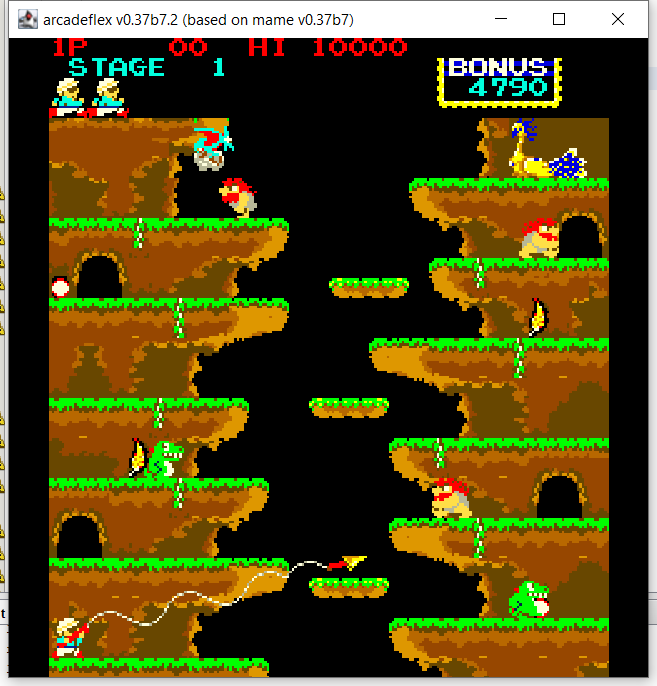 arcadeflex v0.37b7.2 (based on mame v0.37b7)
1P 00 HI 10000
STAGE 1
BONUS
4790